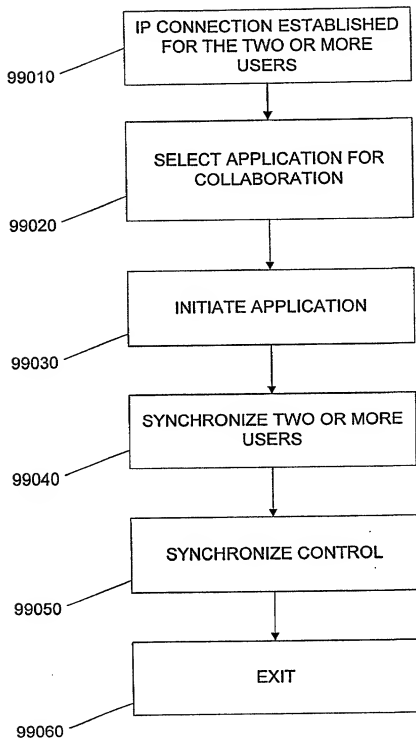 IP CONNECTION ESTABLISHED
FOR THE TWO OR MORE
USERS
99010
SELECT APPLICATION FOR
COLLABORATION
99020
INITIATE APPLICATION
99030
SYNCHRONIZE TWO OR MORE
USERS
99040
SYNCHRONIZE CONTROL
99050
EXIT
99060